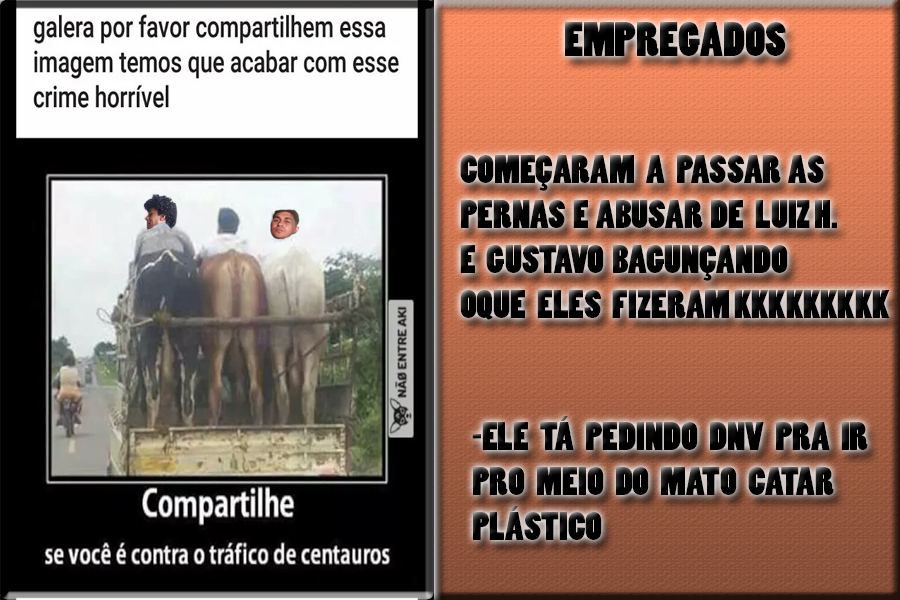 galera por favor compartilhem essa
imagem temos que acabar com esse
crime horrível
NÃO ENTRE AKI
Compartilhe
se você é contra o tráfico de centauros
EMPREGADOS
COMEÇARAM A PASSAR AS
PERNAS E ABUSAR DE LUIZ H.
E GUSTAVO BAGUNÇANDO
OQUE ELES FIZERAM KKKKKKKKK
-ELE TÁ PEDINDO DNV PRA IR
PRO MEIO DO MATO CATAR
PLÁSTICO